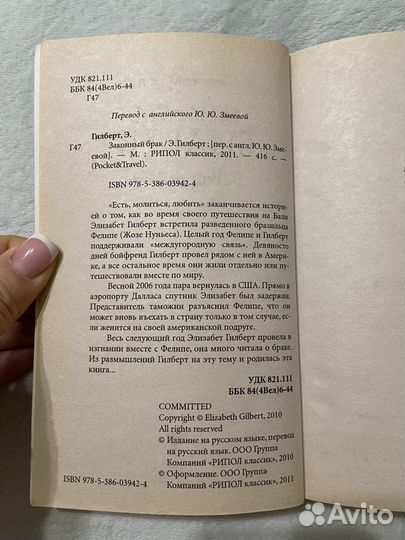 УДК 821.111
ББК 84(4Вел)6-44
Г47
Перевод с английского Ю. Ю. Змеевой
Гилберт, Э.
Г47 Законный брак / Э. Гилберт ; [пер. с англ. Ю. Ю. Зме-
евой]. — М. : РИПОЛ классик, 2011. — 416 с. —
(Pocket&Travel).
ISBN 978-5-386-03942-4
«Есть, молиться, любить» заканчивается истори-
ей о том, как во время своего путешествия на Бали
Элизабет Гилберт встретила разведенного бразильца
Фелипе (Жозе Нуньеса). Целый год Фелипе и Гилберт
поддерживали «междугородную связь». Девяносто
дней бойфренд Гилберт провел рядом с ней в Амери-
ке, а все остальное время они жили отдельно или пу-
тешествовали вместе по миру.
Весной 2006 года пара вернулась в США. Прямо в
аэропорту Далласа спутник Элизабет был задержан.
Представитель таможни разъяснил Фелипе, что он
может вновь въехать в страну только в том случае, если
женится на своей американской подруге.
Весь следующий год Элизабет Гилберт провела в
изгнании вместе с Фелипе, она много читала о браке.
Из размышлений Гилберт на эту тему и родилась эта
книга...
УДК 821.111
ББК 84(4Вел)6-44
COMMITTED
Copyright © Elizabeth Gilbert, 2010
All rights reserved
© Издание на русском языке, перевод
на русский язык. ООО Группа
Компаний «РИПОЛ классик», 2010
© Оформление. ООО Группа
ISBN 978-5-386-03942-4 Компаний «РИПОЛ классик», 2011
Avito